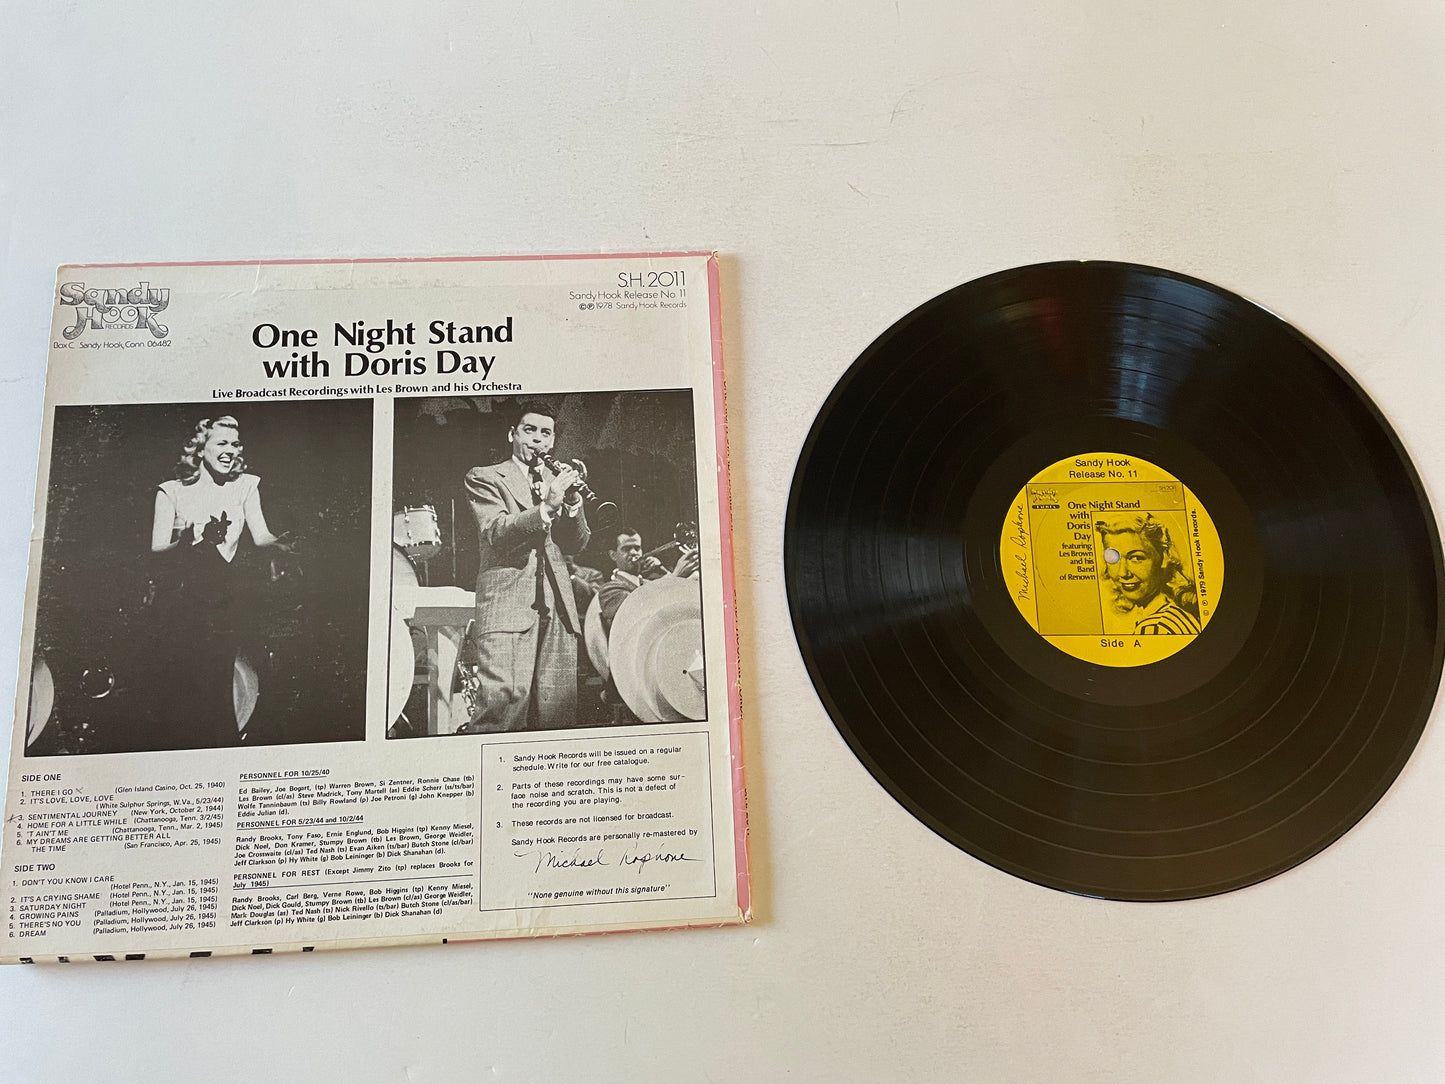 Sandy
Hook
RECORDS
Box C Sandy Hook, Conn. 06482
S.H. 2011
Sandy Hook Release No. 11
©℗ 1978 · Sandy Hook Records
One Night Stand
with Doris Day
Live Broadcast Recordings with Les Brown and his Orchestra
SIDE ONE
1. THERE I GO (Glen Island Casino, Oct. 25, 1940)
2. IT'S LOVE, LOVE, LOVE
(White Sulphur Springs, W.Va., 5/23/44)
3. SENTIMENTAL JOURNEY (New York, October 2, 1944)
4. HOME FOR A LITTLE WHILE (Chattanooga, Tenn. 3/2/45)
5. 'T AIN'T ME (Chattanooga, Tenn., Mar. 2, 1945)
6. MY DREAMS ARE GETTING BETTER ALL
THE TIME (San Francisco, Apr. 25, 1945)
SIDE TWO
1. DON'T YOU KNOW I CARE
(Hotel Penn., N.Y., Jan. 15, 1945)
2. IT'S A CRYING SHAME (Hotel Penn., N.Y., Jan. 15, 1945)
3. SATURDAY NIGHT (Hotel Penn., N.Y., Jan. 15, 1945)
4. GROWING PAINS (Palladium, Hollywood, July 26, 1945)
5. THERE'S NO YOU (Palladium, Hollywood, July 26, 1945)
6. DREAM (Palladium, Hollywood, July 26, 1945)
PERSONNEL FOR 10/25/40
Ed Bailey, Joe Bogart, (tp) Warren Brown, Si Zentner, Ronnie Chase (tb)
Les Brown (cl/as) Steve Madrick, Tony Martell (as) Eddie Scherr (ss/ts/bar)
Wolfe Tanninbaum (ts) Billy Rowland (p) Joe Petroni (g) John Knepper (b)
Eddie Julian (d).
PERSONNEL FOR 5/23/44 and 10/2/44
Randy Brooks, Tony Faso, Ernie Englund, Bob Higgins (tp) Kenny Miesel,
Dick Noel, Don Kramer, Stumpy Brown (tb) Les Brown, George Weidler,
Joe Crosswaite (cl/as) Ted Nash (ts) Evan Aiken (ts/bar) Butch Stone (cl/bar)
Jeff Clarkson (p) Hy White (g) Bob Leininger (b) Dick Shanahan (d).
PERSONNEL FOR REST (Except Jimmy Zito (tp) replaces Brooks for
July 1945)
Randy Brooks, Carl Berg, Verne Rowe, Bob Higgins (tp) Kenny Miesel,
Dick Noel, Dick Gould, Stumpy Brown (tb) Les Brown (cl/as) George Weidler,
Mark Douglas (as) Ted Nash (ts) Nick Rivello (ts/bar) Butch Stone (cl/as/bar)
Jeff Clarkson (p) Hy White (g) Bob Leininger (b) Dick Shanahan (d)
1. Sandy Hook Records will be issued on a regular
schedule. Write for our free catalogue.
2. Parts of these recordings may have some sur-
face noise and scratch. This is not a defect of
the recording you are playing.
3. These records are not licensed for broadcast.
Sandy Hook Records are personally re-mastered by
Michael Rophone
"None genuine without this signature"
Sandy Hook
Release No. 11
Sandy
Hook
One Night Stand
with
Doris
Day
featuring
Les Brown
and his
Band
of Renown
Michael Rophone
©℗ 1979 Sandy Hook Records.
Side A